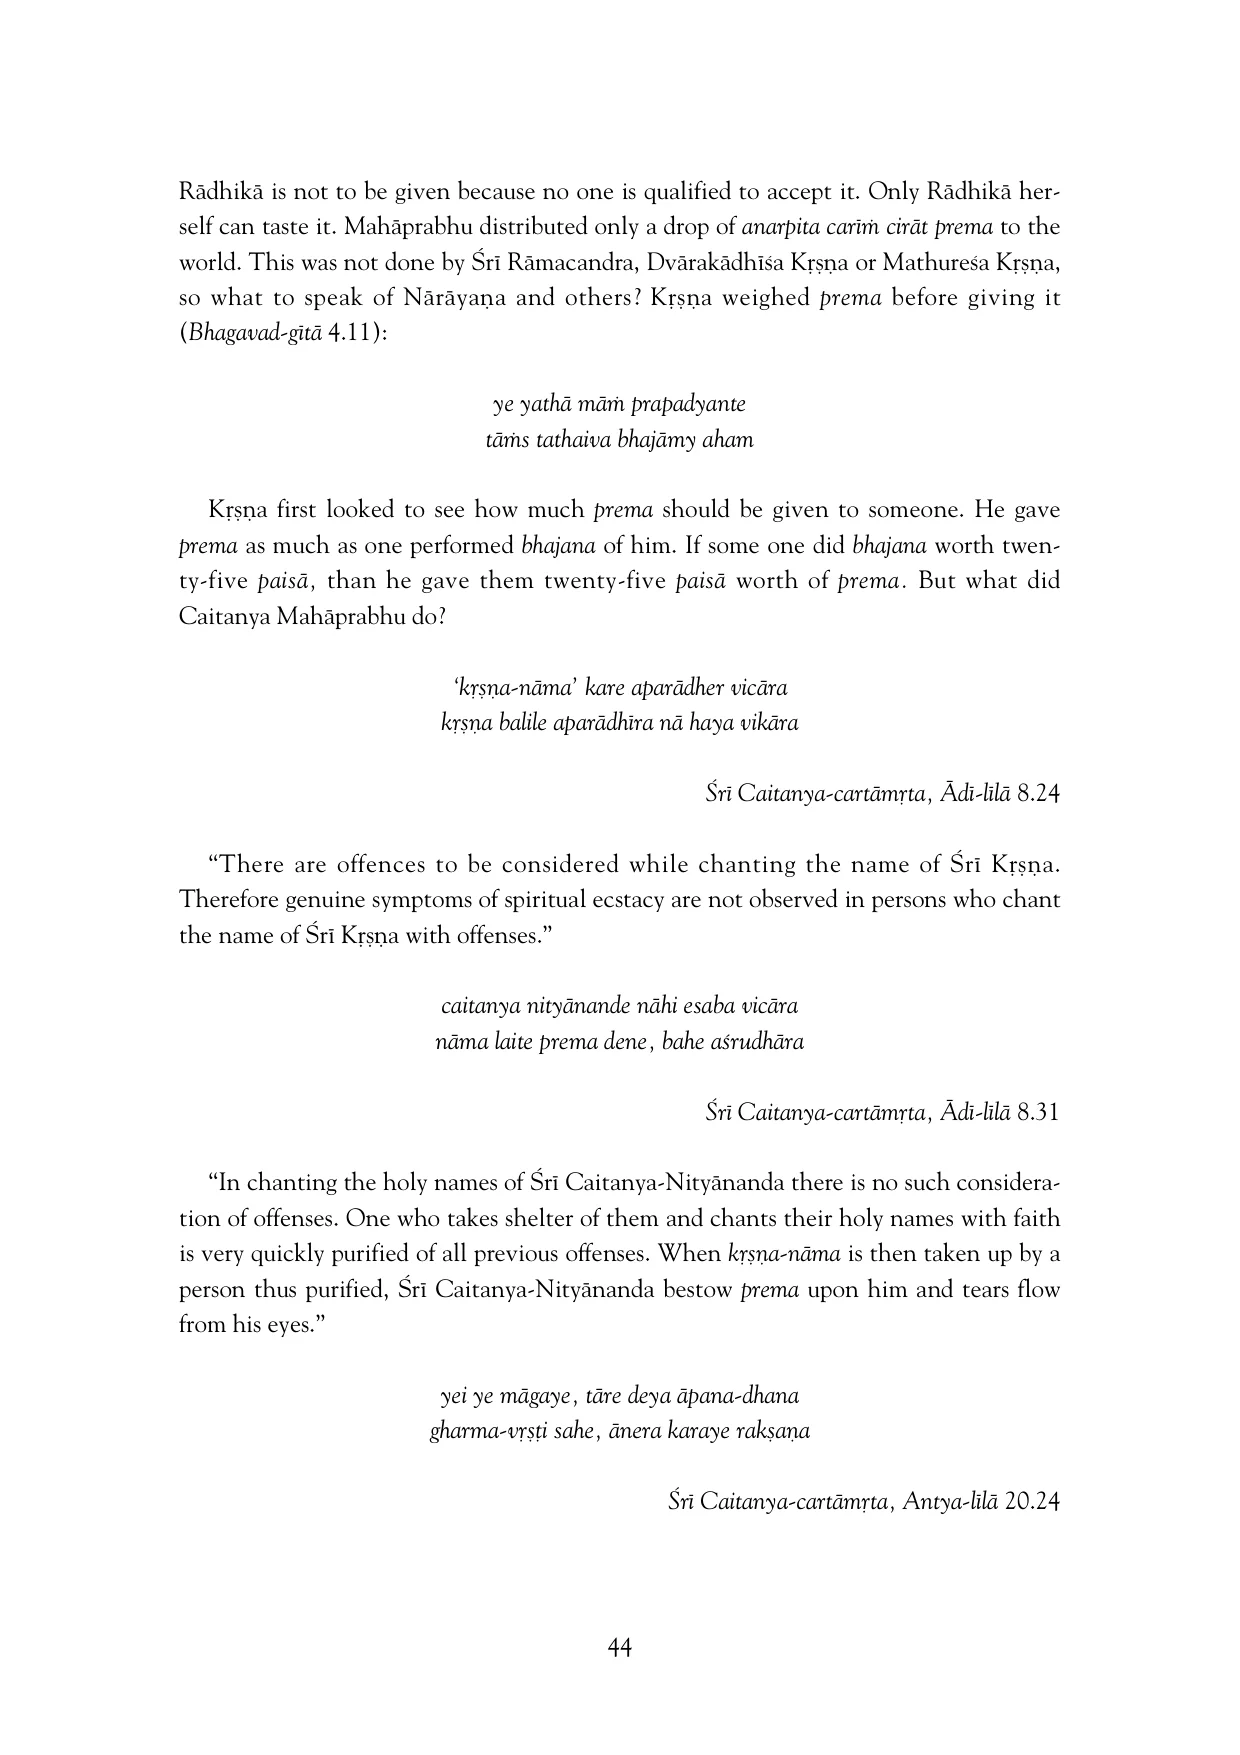 Rādhikā is not to be given because no one is qualified to accept it. Only Rādhikā her-
self can taste it. Mahāprabhu distributed only a drop of anarpita carīṁ cirāt prema to the
world. This was not done by Śrī Rāmacandra, Dvārakādhīśa Kṛṣṇa or Mathureśa Kṛṣṇa,
so what to speak of Nārāyaṇa and others? Kṛṣṇa weighed prema before giving it
(Bhagavad-gītā 4.11):
ye yathā māṁ prapadyante
tāṁs tathaiva bhajāmy aham
Kṛṣṇa first looked to see how much prema should be given to someone. He gave
prema as much as one performed bhajana of him. If some one did bhajana worth twen-
ty-five paisā, than he gave them twenty-five paisā worth of prema. But what did
Caitanya Mahāprabhu do?
‘kṛṣṇa-nāma’ kare aparādher vicāra
kṛṣṇa balile aparādhīra nā haya vikāra
Śrī Caitanya-cartāmṛta, Ādi-līlā 8.24
“There are offences to be considered while chanting the name of Śrī Kṛṣṇa.
Therefore genuine symptoms of spiritual ecstacy are not observed in persons who chant
the name of Śrī Kṛṣṇa with offenses.”
caitanya nityānande nāhi esaba vicāra
nāma laite prema dene, bahe aśrudhāra
Śrī Caitanya-cartāmṛta, Ādi-līlā 8.31
“In chanting the holy names of Śrī Caitanya-Nityānanda there is no such considera-
tion of offenses. One who takes shelter of them and chants their holy names with faith
is very quickly purified of all previous offenses. When kṛṣṇa-nāma is then taken up by a
person thus purified, Śrī Caitanya-Nityānanda bestow prema upon him and tears flow
from his eyes.”
yei ye māgaye, tāre deya āpana-dhana
gharma-vṛṣṭi sahe, ānera karaye rakṣaṇa
Śrī Caitanya-cartāmṛta, Antya-līlā 20.24
44